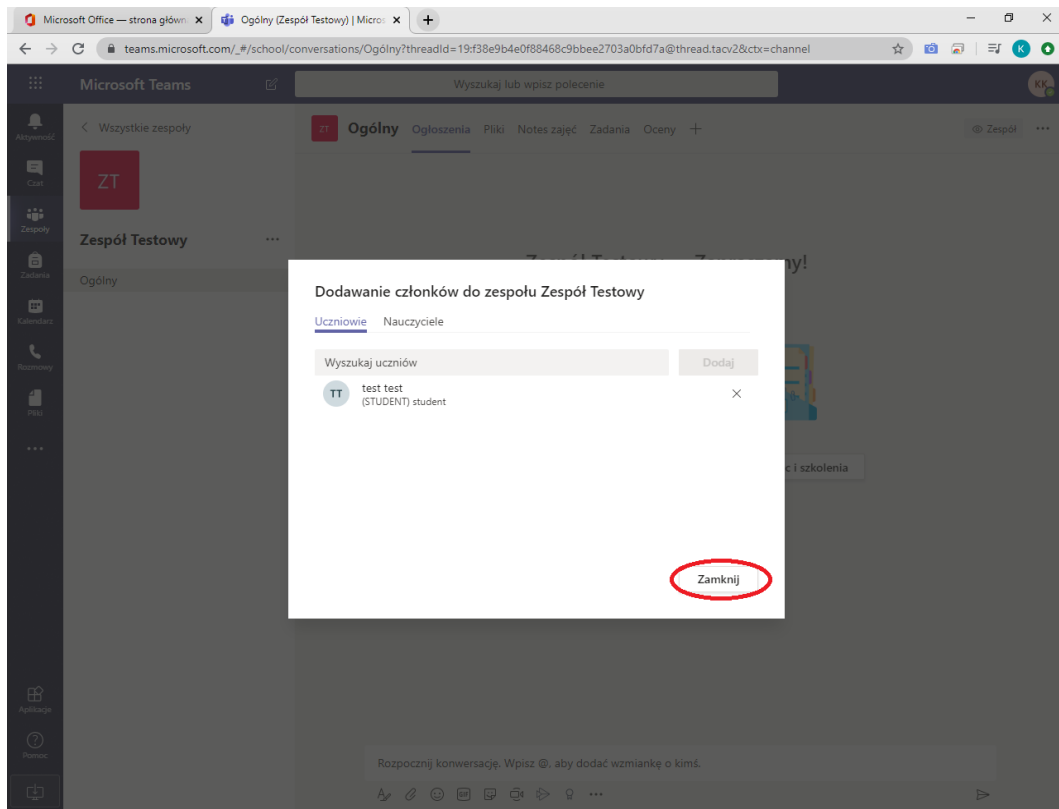 Microsoft Office — strona główn
Ogólny (Zespół Testowy) | Micros
teams.microsoft.com/_#/school/conversations/Ogólny?threadId=19:f38e9b4e0f88468c9bbee2703a0bfd7a@thread.tacv2&ctx=channel
K
Microsoft Teams
Wyszukaj lub wpisz polecenie
KK
Aktywność
Czat
Zespoły
Zadania
Kalendarz
Rozmowy
Pliki
Aplikacje
Pomoc
Wszystkie zespoły
ZT
Zespół Testowy
Ogólny
ZT Ogólny Ogłoszenia Pliki Notes zajęć Zadania Oceny
Zespół
Dodawanie członków do zespołu Zespół Testowy
Uczniowie Nauczyciele
Wyszukaj uczniów Dodaj
TT test test
(STUDENT) student
Zamknij
c i szkolenia
Rozpocznij konwersację. Wpisz @, aby dodać wzmiankę o kimś.
GIF